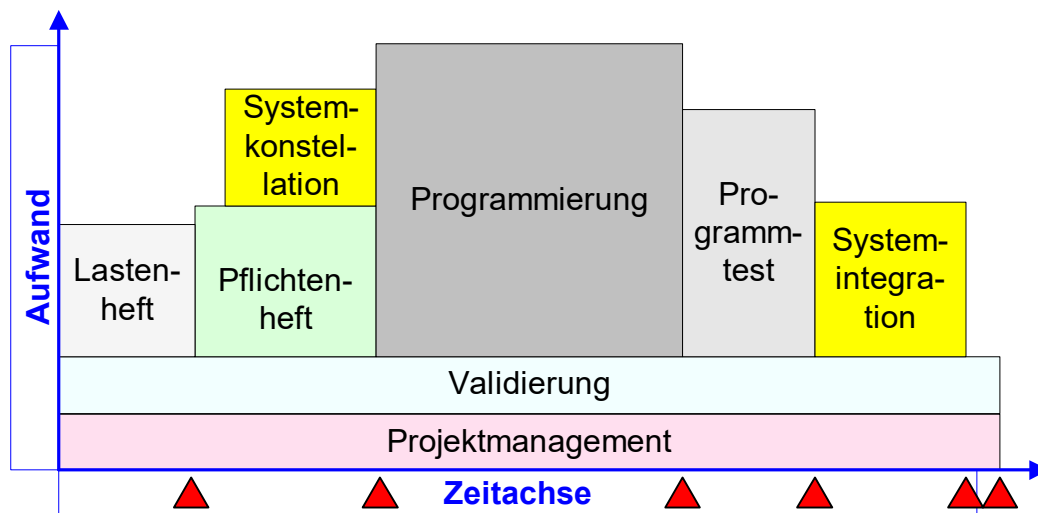 Aufwand
System-
konstel-
lation
Programmierung
Pro-
gramm-
test
Lasten-
heft
Pflichten-
heft
System-
integra-
tion
Validierung
Projektmanagement
Zeitachse